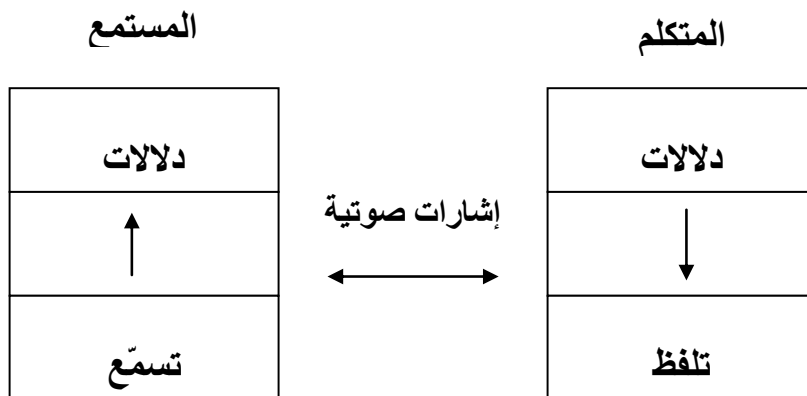 المتكلم
المستمع
دلالات
دلالات
إشارات صوتية
تلفظ
تسمّع